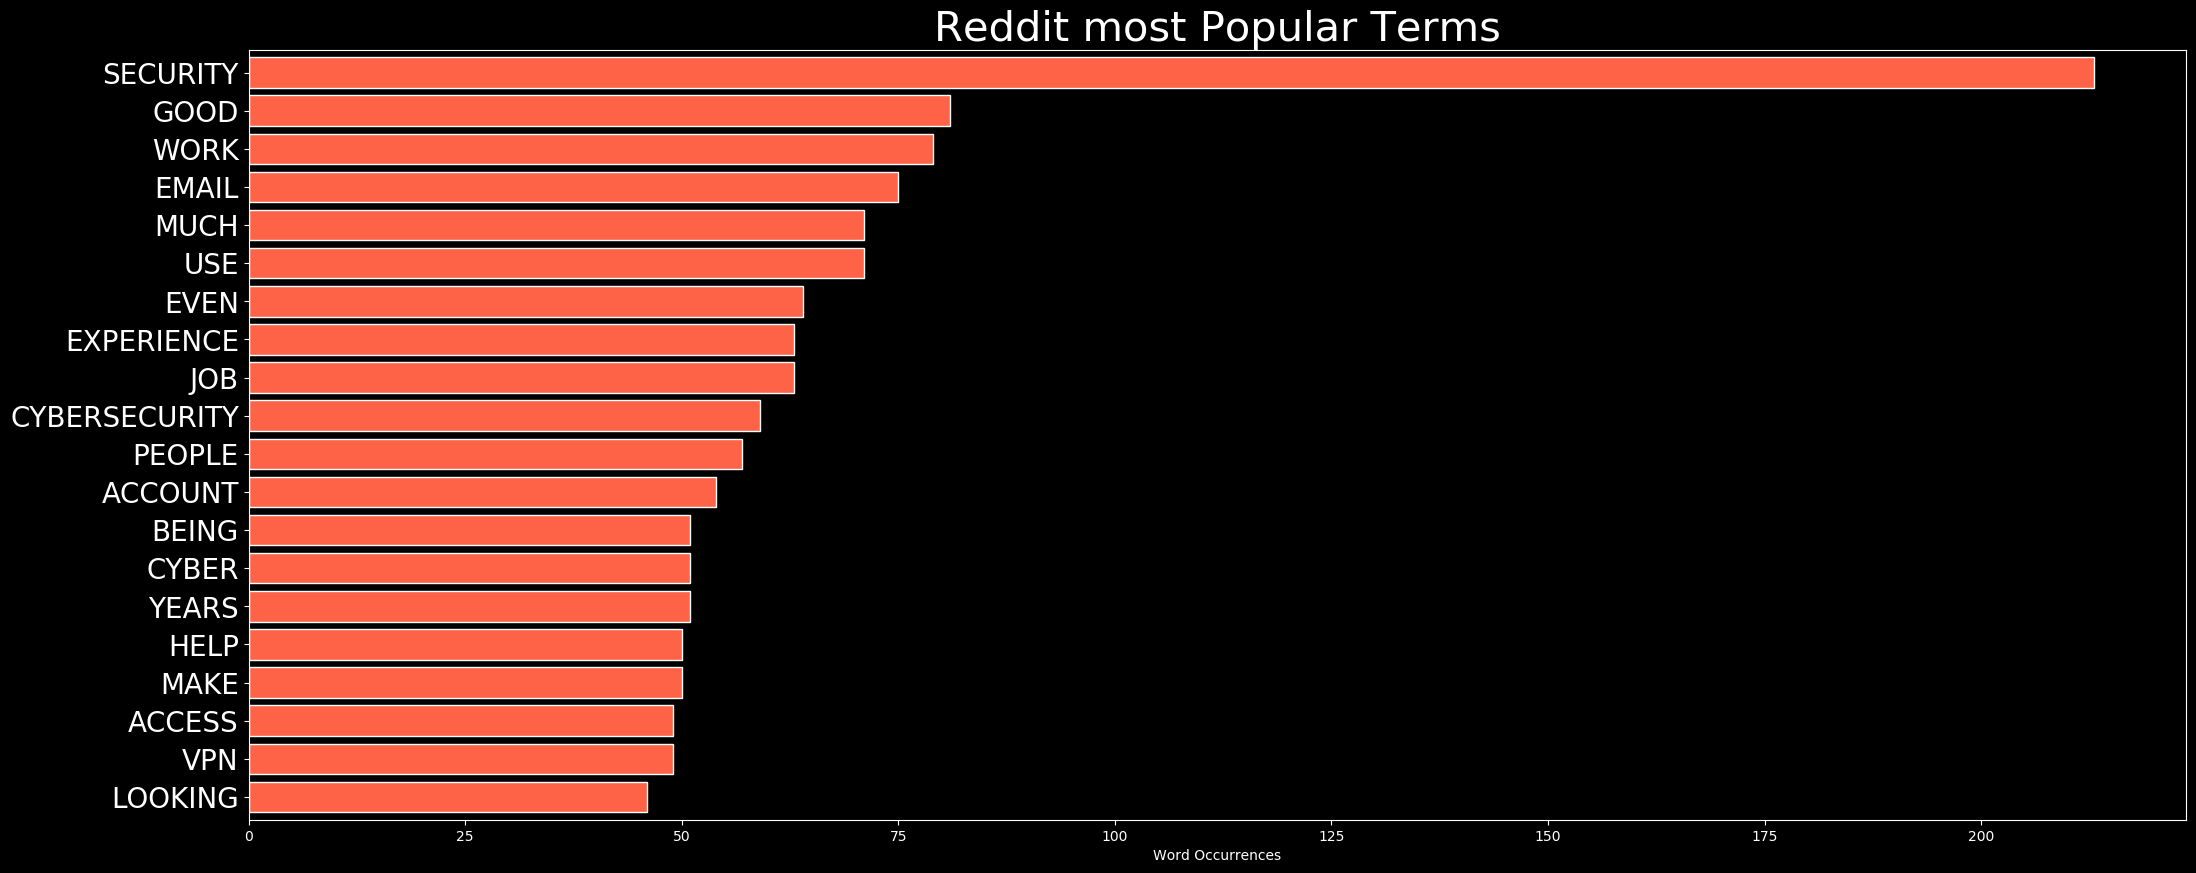 Reddit most Popular Terms
SECURITY
GOOD
WORK
EMAIL
MUCH
USE
EVEN
EXPERIENCE
JOB
CYBERSECURITY
PEOPLE
ACCOUNT
BEING
CYBER
YEARS
HELP
MAKE
ACCESS
VPN
LOOKING
0 25 50 75 100 125 150 175 200
Word Occurrences